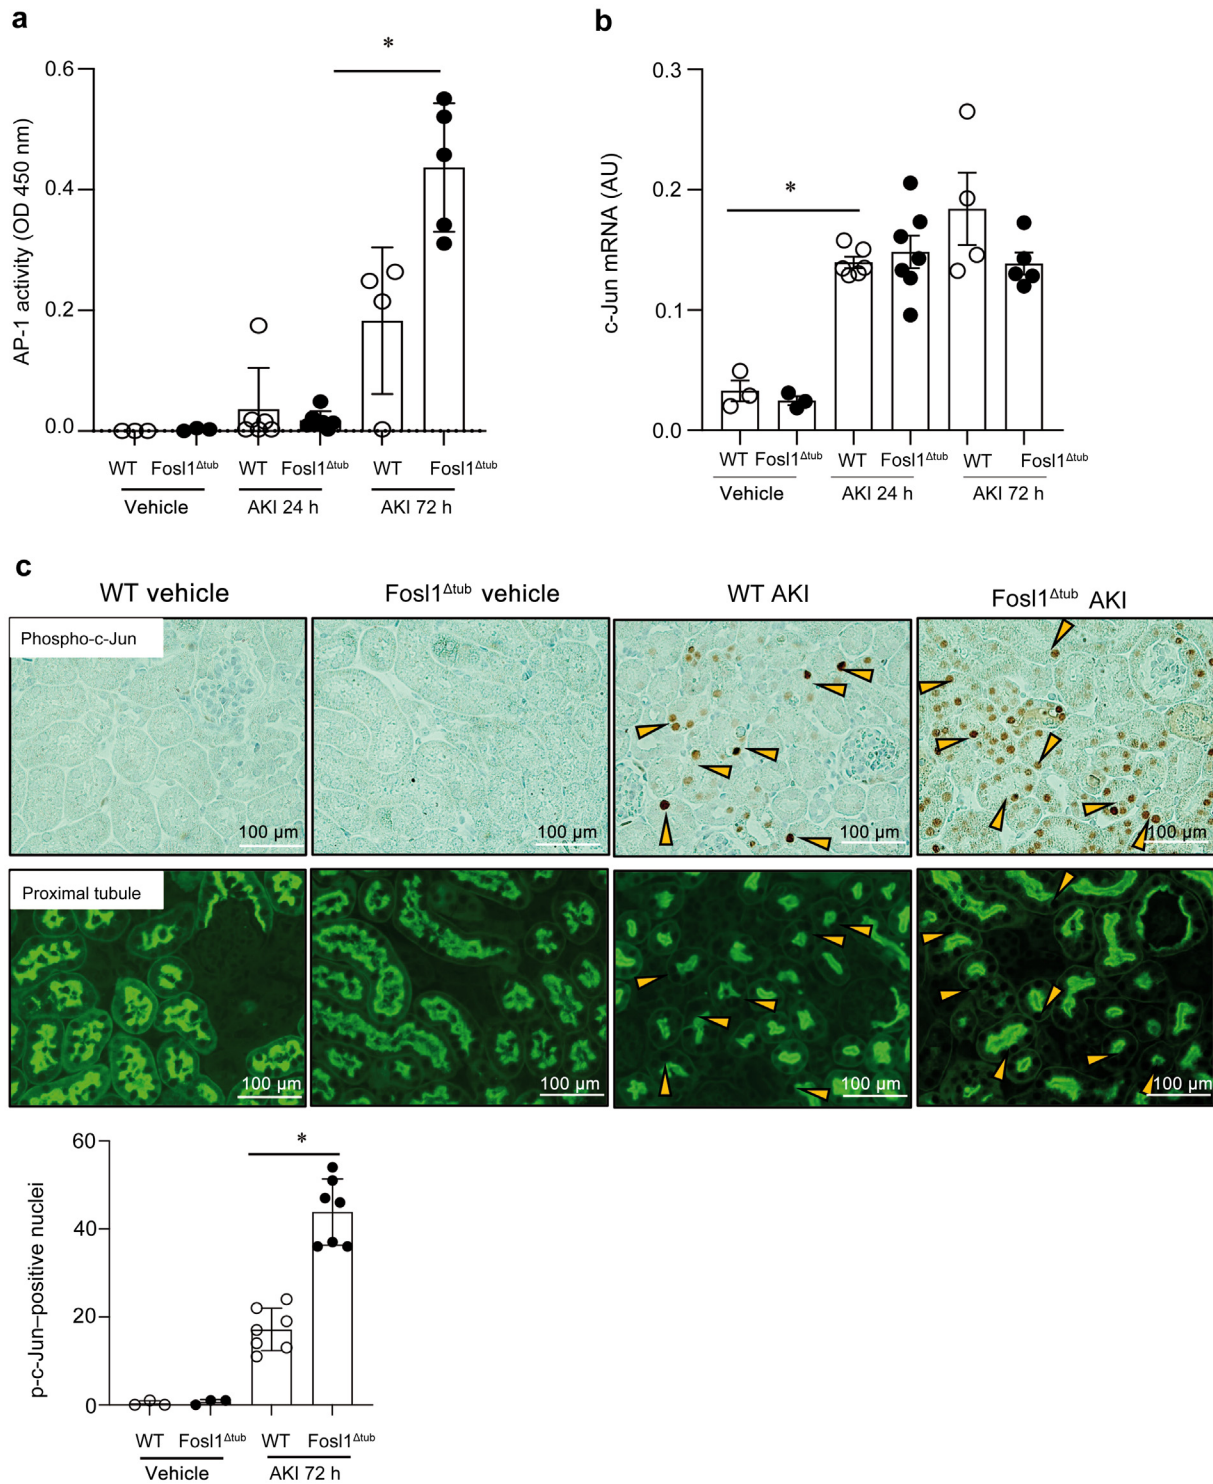 a
*
0.6
0.4
0.2
0.0
AP-1 activity (OD 450 nm)
WT Fosl1Δtub WT Fosl1Δtub WT Fosl1Δtub
Vehicle AKI 24 h AKI 72 h
b
*
0.3
0.2
0.1
0.0
c-Jun mRNA (AU)
WT Fosl1Δtub WT Fosl1Δtub WT Fosl1Δtub
Vehicle AKI 24 h AKI 72 h
c
WT vehicle Fosl1Δtub vehicle WT AKI Fosl1Δtub AKI
Phospho-c-Jun
100 µm 100 µm 100 µm 100 µm
Proximal tubule
100 µm 100 µm 100 µm 100 µm
*
60
40
20
0
p-c-Jun–positive nuclei
WT Fosl1Δtub WT Fosl1Δtub
Vehicle AKI 72 h